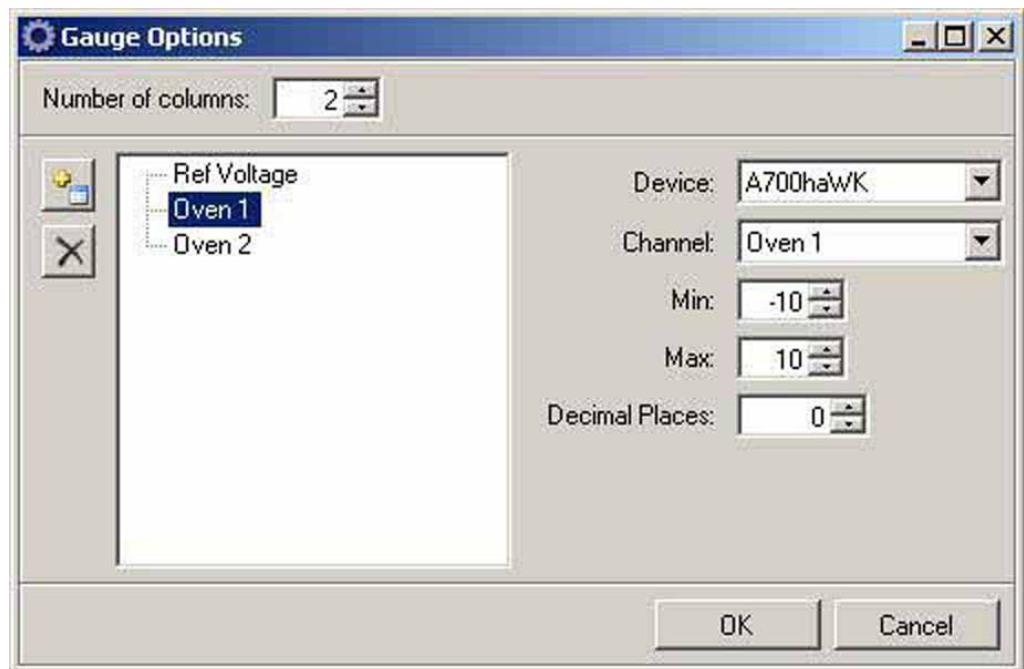 Gauge Options
Number of columns: 2
Ref Voltage
Oven 1
Oven 2
Device: A700haWK
Channel: Oven 1
Min: -10
Max: 10
Decimal Places: 0
OK Cancel